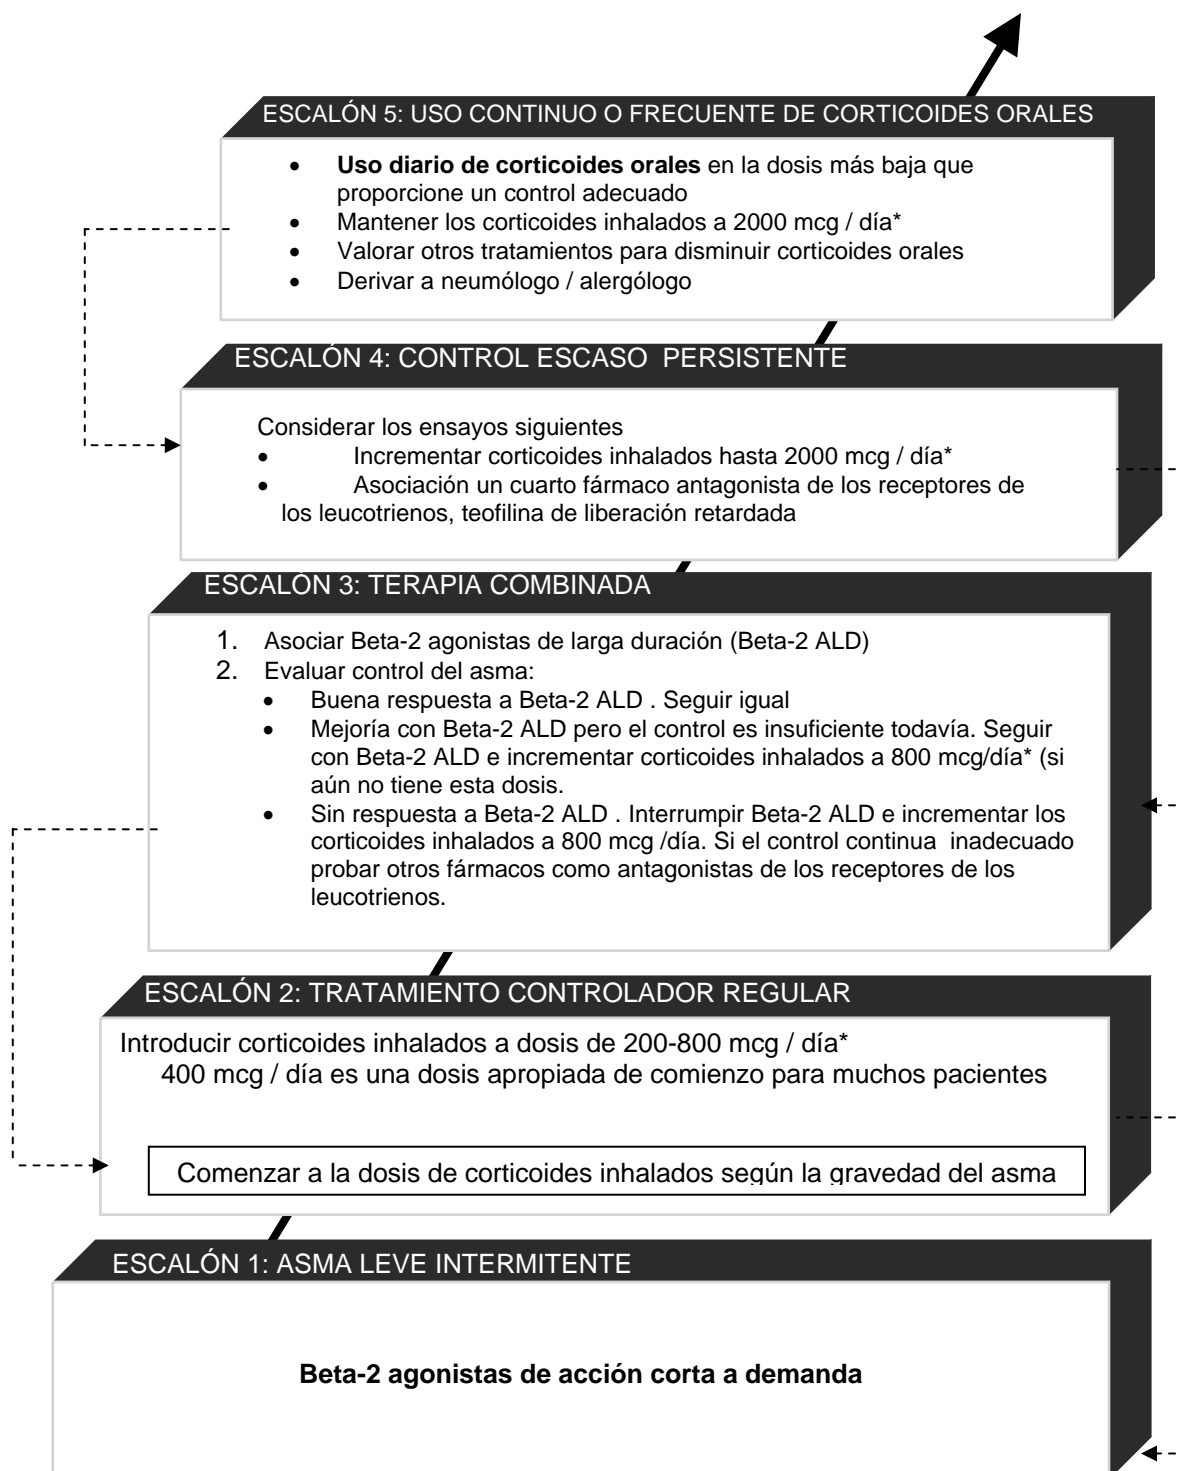 ESCALÓN 5: USO CONTINUO O FRECUENTE DE CORTICOIDES ORALES
• Uso diario de corticoides orales en la dosis más baja que
proporcione un control adecuado
• Mantener los corticoides inhalados a 2000 mcg / día*
• Valorar otros tratamientos para disminuir corticoides orales
• Derivar a neumólogo / alergólogo
ESCALÓN 4: CONTROL ESCASO PERSISTENTE
Considerar los ensayos siguientes
• Incrementar corticoides inhalados hasta 2000 mcg / día*
• Asociación un cuarto fármaco antagonista de los receptores de
los leucotrienos, teofilina de liberación retardada
ESCALÓN 3: TERAPIA COMBINADA
1. Asociar Beta-2 agonistas de larga duración (Beta-2 ALD)
2. Evaluar control del asma:
• Buena respuesta a Beta-2 ALD . Seguir igual
• Mejoría con Beta-2 ALD pero el control es insuficiente todavía. Seguir
con Beta-2 ALD e incrementar corticoides inhalados a 800 mcg/día* (si
aún no tiene esta dosis.
• Sin respuesta a Beta-2 ALD . Interrumpir Beta-2 ALD e incrementar los
corticoides inhalados a 800 mcg /día. Si el control continua inadecuado
probar otros fármacos como antagonistas de los receptores de los
leucotrienos.
ESCALÓN 2: TRATAMIENTO CONTROLADOR REGULAR
Introducir corticoides inhalados a dosis de 200-800 mcg / día*
400 mcg / día es una dosis apropiada de comienzo para muchos pacientes
Comenzar a la dosis de corticoides inhalados según la gravedad del asma
ESCALÓN 1: ASMA LEVE INTERMITENTE
Beta-2 agonistas de acción corta a demanda